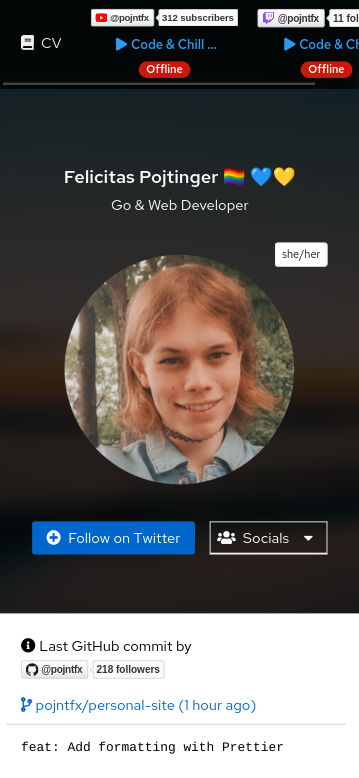 @pojntfx 312 subscribers @pojntfx 11 fol
CV Code & Chill ... Code & Ch
Offline Offline
Felicitas Pojtinger 🏳️‍🌈 💙💛
Go & Web Developer
she/her
Follow on Twitter Socials
Last GitHub commit by
@pojntfx 218 followers
pojntfx/personal-site (1 hour ago)
feat: Add formatting with Prettier